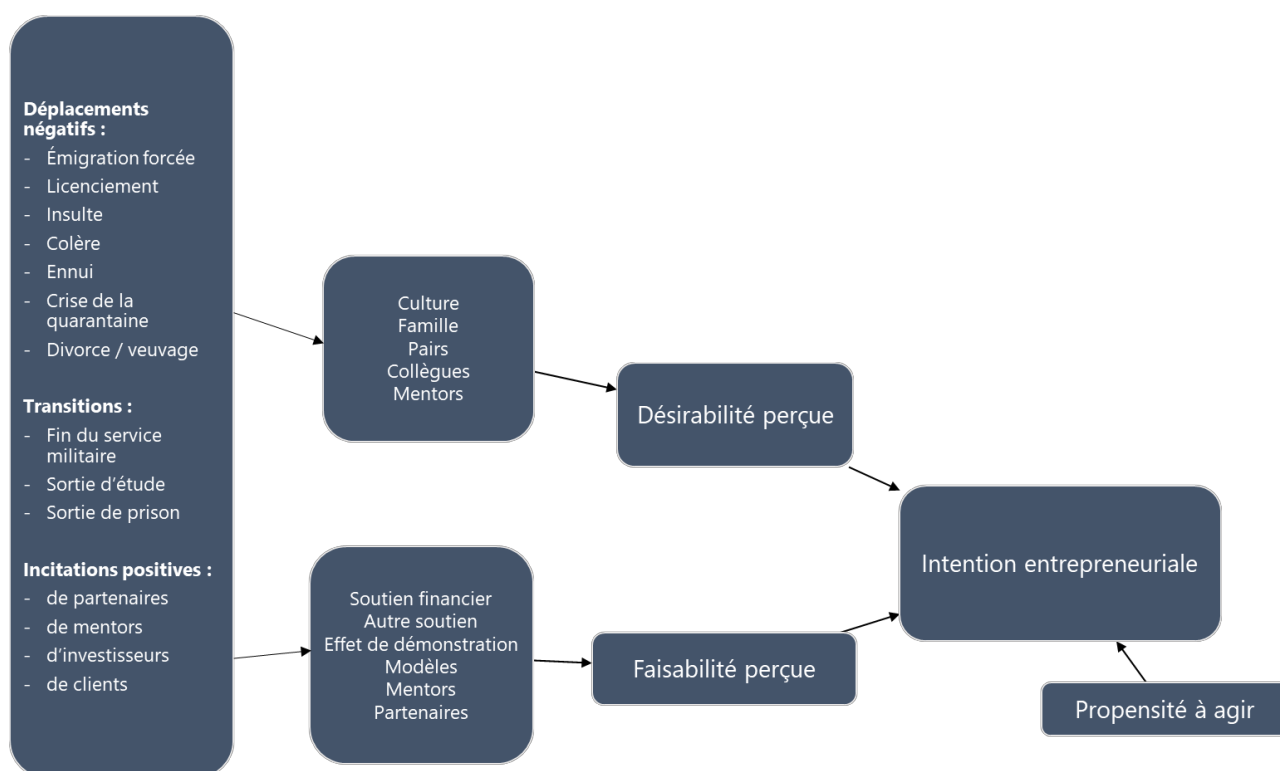 Déplacements
négatifs :
- Émigration forcée
- Licenciement
- Insulte
- Colère
- Ennui
- Crise de la
quarantaine
- Divorce / veuvage
Transitions :
- Fin du service
militaire
- Sortie d'étude
- Sortie de prison
Incitations positives :
- de partenaires
- de mentors
- d'investisseurs
- de clients
Culture
Famille
Pairs
Collègues
Mentors
Soutien financier
Autre soutien
Effet de démonstration
Modèles
Mentors
Partenaires
Désirabilité perçue
Faisabilité perçue
Intention entrepreneuriale
Propensité à agir